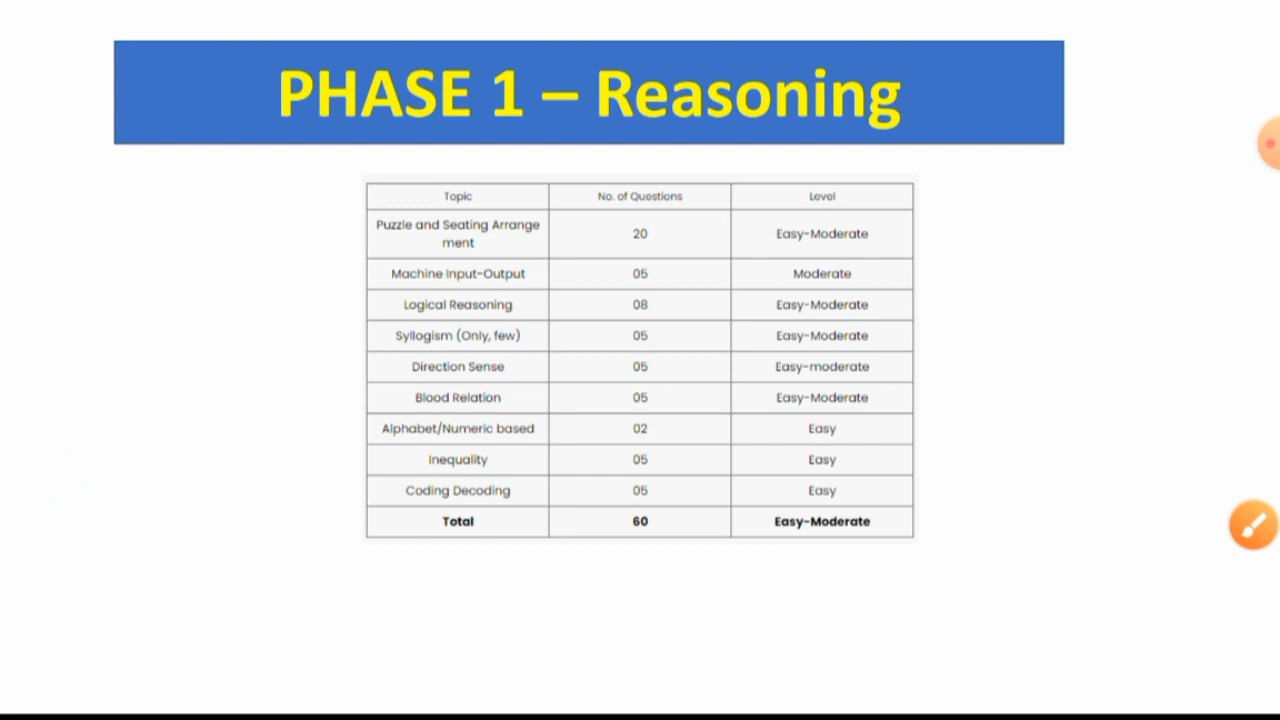 PHASE 1 – Reasoning
Topic No. of Questions Level
Puzzle and Seating Arrange
ment 20 Easy-Moderate
Machine Input-Output 05 Moderate
Logical Reasoning 08 Easy-Moderate
Syllogism (Only, few) 05 Easy-Moderate
Direction Sense 05 Easy-moderate
Blood Relation 05 Easy-Moderate
Alphabet/Numeric based 02 Easy
Inequality 05 Easy
Coding Decoding 05 Easy
Total 60 Easy-Moderate